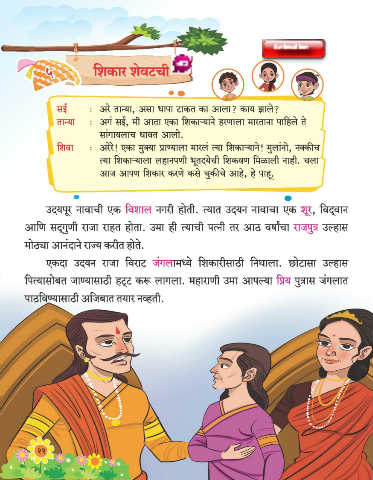 ५
शिकार शेवटची
सई : अरे तान्या, असा धापा टाकत का आला? काय झाले?
तान्या : अगं सई, मी आता एका शिकाऱ्याने हरणाला मारताना पाहिले ते
सांगायलाच धावत आलो.
शिवा : अरेरे! एका मुक्या प्राण्याला मारलं त्या शिकाऱ्याने! मुलांनो, नक्कीच
त्या शिकाऱ्याला लहानपणी भूतदयेची शिकवण मिळाली नाही. चला
आज आपण शिकार करणे कसे चुकीचे आहे, हे पाहू.
उदयपूर नावाची एक विशाल नगरी होती. त्यात उदयन नावाचा एक शूर, विद्वान
आणि सद्गुणी राजा राहत होता. उमा ही त्याची पत्नी तर आठ वर्षांचा राजपुत्र उल्हास
मोठ्या आनंदाने राज्य करीत होते.
एकदा उदयन राजा विराट जंगलामध्ये शिकारीसाठी निघाला. छोटासा उल्हास
पित्यासोबत जाण्यासाठी हट्ट करू लागला. महाराणी उमा आपल्या प्रिय पुत्रास जंगलात
पाठविण्यासाठी अजिबात तयार नव्हती.